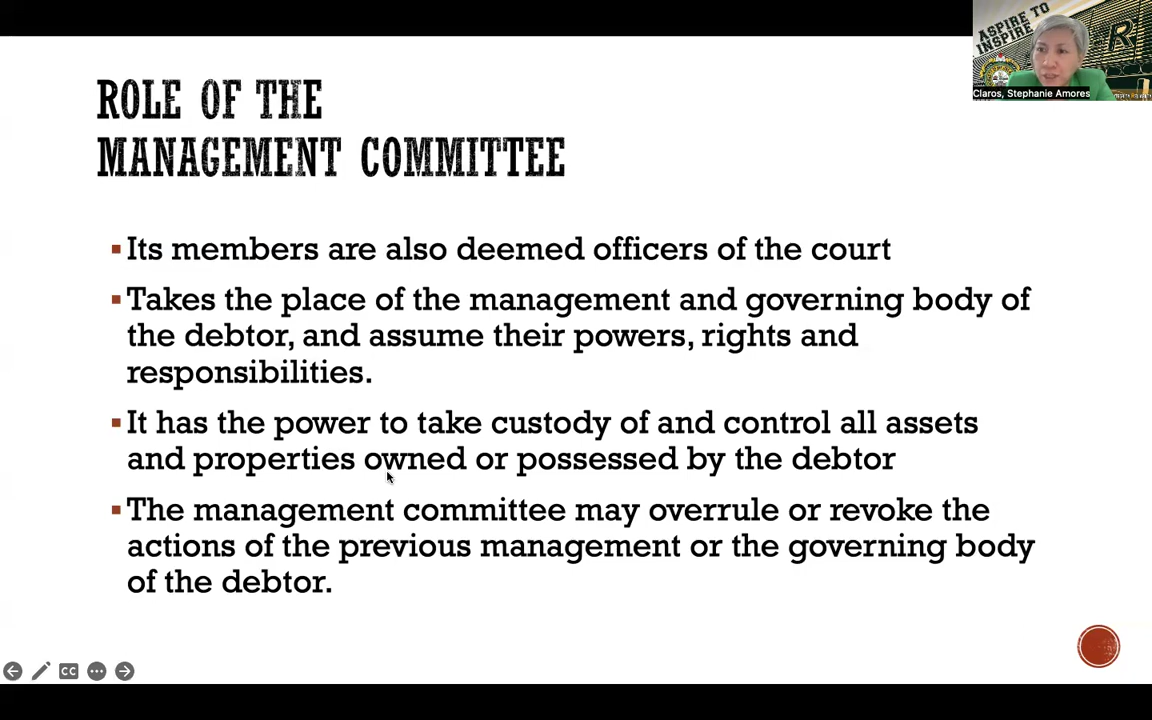 ASPIRE TO
INSPIRE
R
Claros, Stephanie Amores
ROLE OF THE
MANAGEMENT COMMITTEE
▪Its members are also deemed officers of the court
▪Takes the place of the management and governing body of
the debtor, and assume their powers, rights and
responsibilities.
▪It has the power to take custody of and control all assets
and properties owned or possessed by the debtor
▪The management committee may overrule or revoke the
actions of the previous management or the governing body
of the debtor.
CC